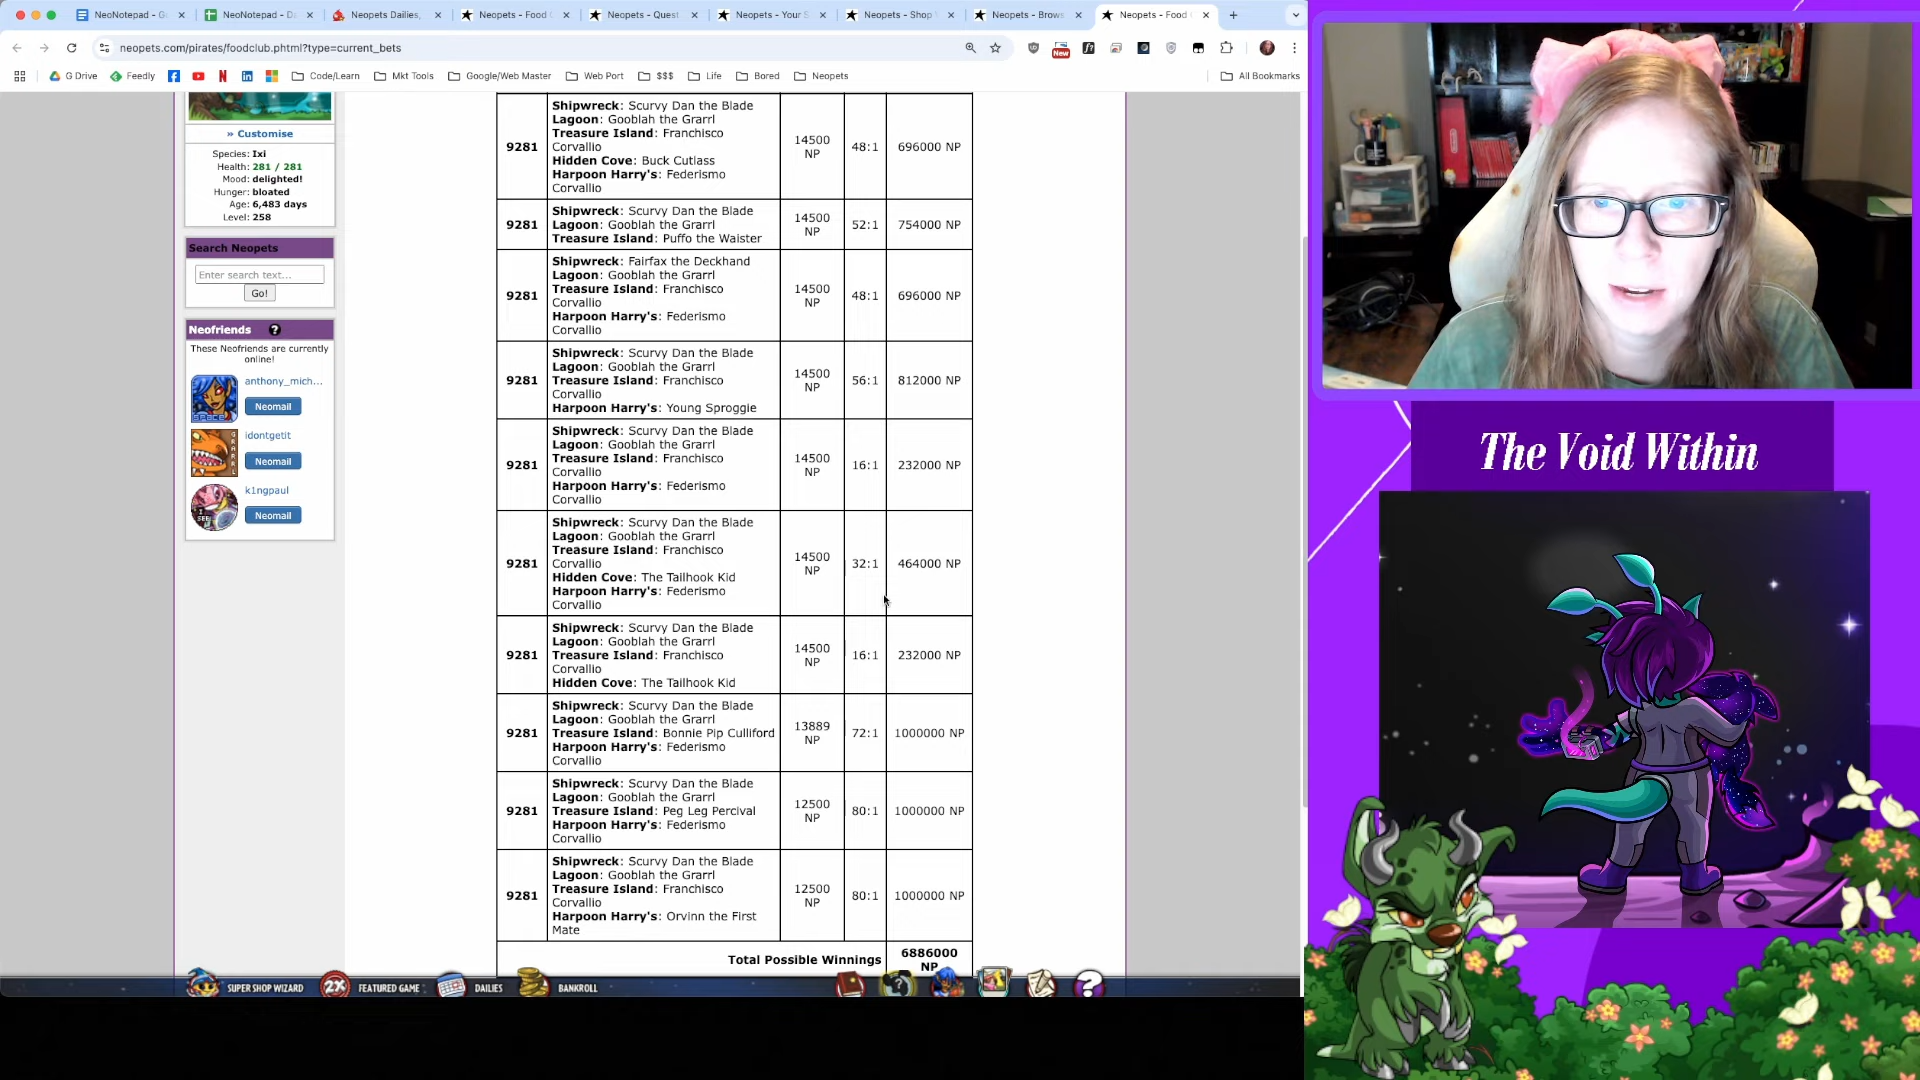 NeoNotepad - G
NeoNotepad - Da
Neopets Dailies,
Neopets - Food C
Neopets - Quest
Neopets - Your S
Neopets - Shop
Neopets - Brows
Neopets - Food
neopets.com/pirates/foodclub.phtml?type=current_bets
New
G Drive
Feedly
Code/Learn
Mkt Tools
Google/Web Master
Web Port
$$$
Life
Bored
Neopets
All Bookmarks
» Customise
Species: Ixi
Health: 281 / 281
Mood: delighted!
Hunger: bloated
Age: 6,483 days
Level: 258
Search Neopets
Enter search text...
Go!
Neofriends ?
These Neofriends are currently
online!
anthony_mich...
Neomail
idontgetit
Neomail
k1ngpaul
Neomail
9281
Shipwreck: Scurvy Dan the Blade
Lagoon: Gooblah the Grarrl
Treasure Island: Franchisco
Corvallio
Hidden Cove: Buck Cutlass
Harpoon Harry's: Federismo
Corvallio
14500
NP
48:1
696000 NP
9281
Shipwreck: Scurvy Dan the Blade
Lagoon: Gooblah the Grarrl
Treasure Island: Puffo the Waister
14500
NP
52:1
754000 NP
9281
Shipwreck: Fairfax the Deckhand
Lagoon: Gooblah the Grarrl
Treasure Island: Franchisco
Corvallio
Harpoon Harry's: Federismo
Corvallio
14500
NP
48:1
696000 NP
9281
Shipwreck: Scurvy Dan the Blade
Lagoon: Gooblah the Grarrl
Treasure Island: Franchisco
Corvallio
Harpoon Harry's: Young Sproggie
14500
NP
56:1
812000 NP
9281
Shipwreck: Scurvy Dan the Blade
Lagoon: Gooblah the Grarrl
Treasure Island: Franchisco
Corvallio
Harpoon Harry's: Federismo
Corvallio
14500
NP
16:1
232000 NP
9281
Shipwreck: Scurvy Dan the Blade
Lagoon: Gooblah the Grarrl
Treasure Island: Franchisco
Corvallio
Hidden Cove: The Tailhook Kid
Harpoon Harry's: Federismo
Corvallio
14500
NP
32:1
464000 NP
9281
Shipwreck: Scurvy Dan the Blade
Lagoon: Gooblah the Grarrl
Treasure Island: Franchisco
Corvallio
Hidden Cove: The Tailhook Kid
14500
NP
16:1
232000 NP
9281
Shipwreck: Scurvy Dan the Blade
Lagoon: Gooblah the Grarrl
Treasure Island: Bonnie Pip Culliford
Harpoon Harry's: Federismo
Corvallio
13889
NP
72:1
1000000 NP
9281
Shipwreck: Scurvy Dan the Blade
Lagoon: Gooblah the Grarrl
Treasure Island: Peg Leg Percival
Harpoon Harry's: Federismo
Corvallio
12500
NP
80:1
1000000 NP
9281
Shipwreck: Scurvy Dan the Blade
Lagoon: Gooblah the Grarrl
Treasure Island: Franchisco
Corvallio
Harpoon Harry's: Orvinn the First
Mate
12500
NP
80:1
1000000 NP
Total Possible Winnings
6886000
NP
SUPER SHOP WIZARD
2X
FEATURED GAME
DAILIES
BANKROLL
?
The Void Within